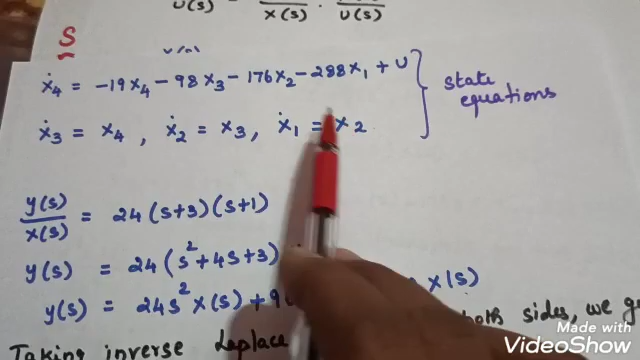 U(s) = X(s) . U(s)
S
ẋ4 = -19x4 - 98x3 - 176x2 - 288x1 + U
state equations
ẋ3 = x4 , ẋ2 = x3, ẋ1 = x2
y(s)/x(s) = 24(s+3)(s+1)
y(s) = 24(s²+4s+3)
y(s) = 24s² x(s) + 9 x(s)
both sides, we
Taking inverse Laplace
Made with
VideoShow